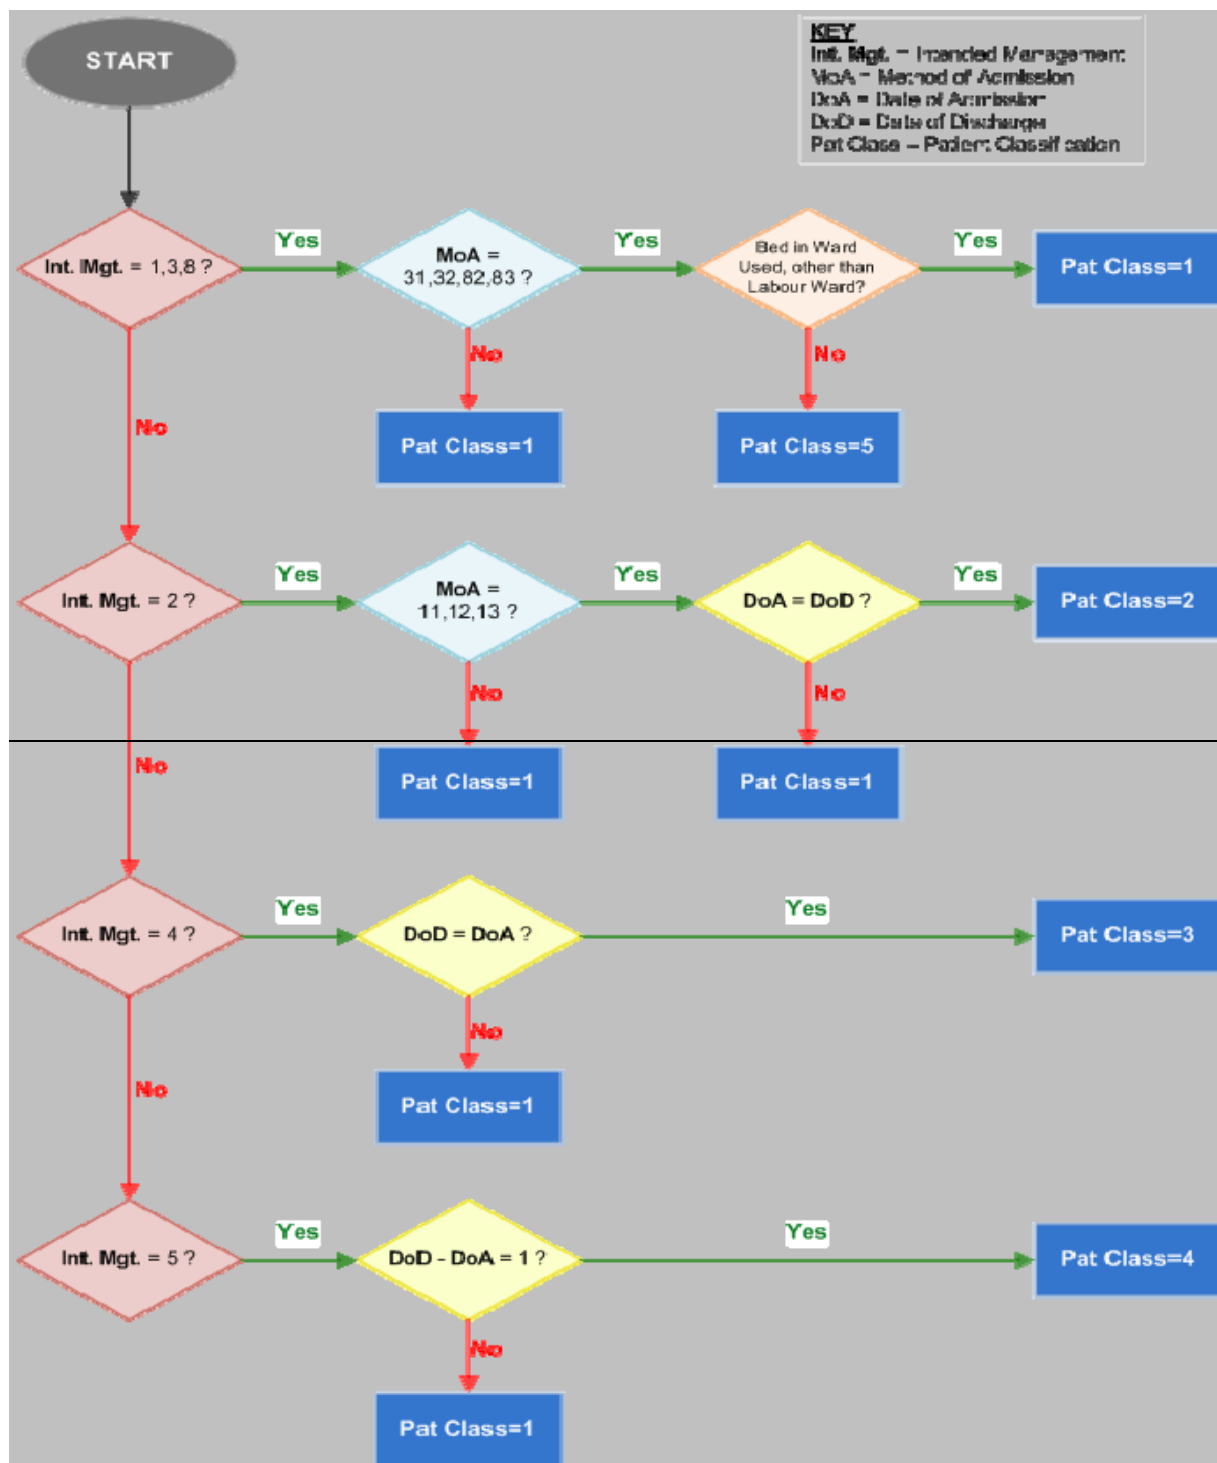 START
KEY
Int. Mgt. = Intended Management
MoA = Method of Admission
DoA = Date of Admission
DoD = Date of Discharge
Pat Class = Patient Classification
Int. Mgt. = 1,3,8 ?
Yes
MoA =
31,32,82,83 ?
Yes
Bed in Ward
Used, other than
Labour Ward?
Yes
Pat Class=1
No
No
No
Pat Class=1
Pat Class=5
Int. Mgt. = 2 ?
Yes
MoA =
11,12,13 ?
Yes
DoA = DoD ?
Yes
Pat Class=2
No
No
No
Pat Class=1
Pat Class=1
Int. Mgt. = 4 ?
Yes
DoD = DoA ?
Yes
Pat Class=3
No
No
Pat Class=1
Int. Mgt. = 5 ?
Yes
DoD - DoA = 1 ?
Yes
Pat Class=4
No
Pat Class=1